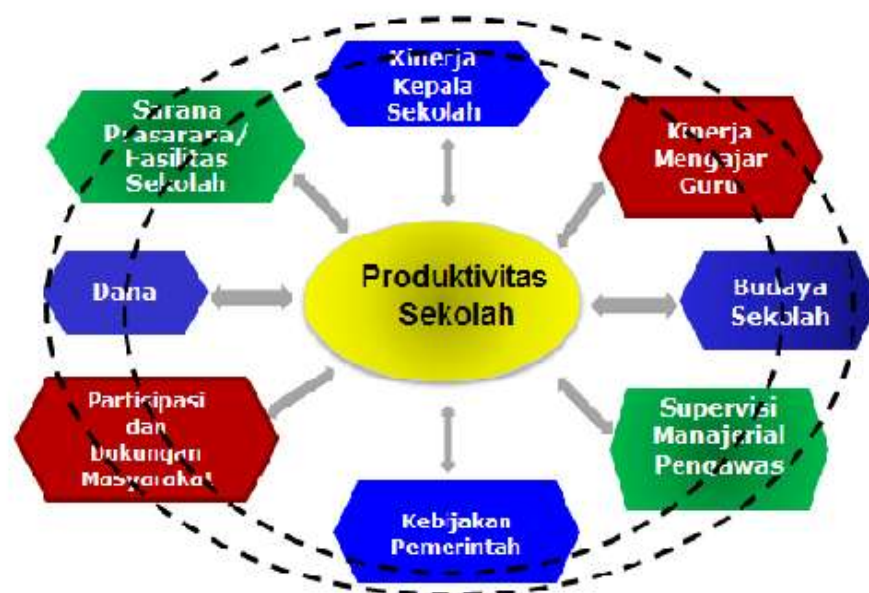 Kinerja
Kepala
Sekolah
Sarana
Prasarana/
Fasilitas
Sekolah
Kinerja
Mengajar
Guru
Dana
Produktivitas
Sekolah
Budaya
Sekolah
Partisipasi
dan
Dukungan
Masyarakat
Supervisi
Manajerial
Pengawas
Kebijakan
Pemerintah